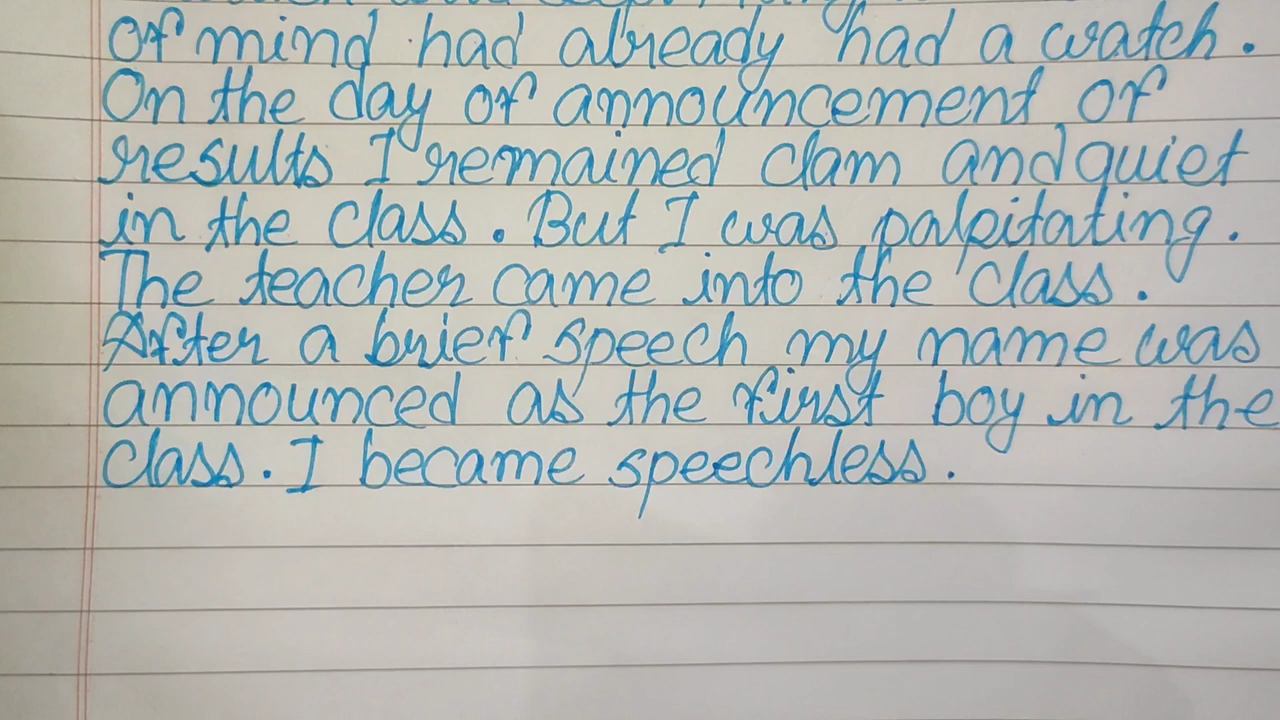 of mind had already had a watch.
On the day of announcement of
results I remained clam and quiet
in the class. But I was palpitating.
The teacher came into the class.
After a brief speech my name was
announced as the first boy in the
class. I became speechless.